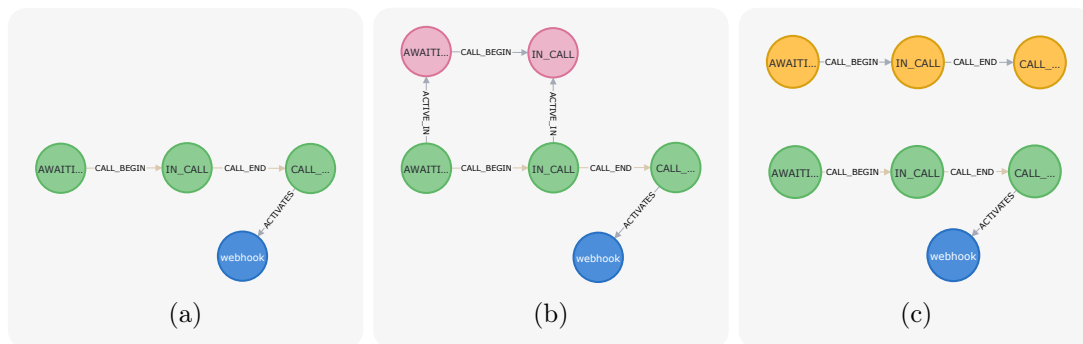 AWAITI...
CALL_BEGIN
IN_CALL
CALL_END
CALL_...
ACTIVATES
webhook
(a)
AWAITI...
CALL_BEGIN
IN_CALL
ACTIVE_IN
ACTIVE_IN
AWAITI...
CALL_BEGIN
IN_CALL
CALL_END
CALL_...
ACTIVATES
webhook
(b)
AWAITI...
CALL_BEGIN
IN_CALL
CALL_END
CALL_...
AWAITI...
CALL_BEGIN
IN_CALL
CALL_END
CALL_...
ACTIVATES
webhook
(c)